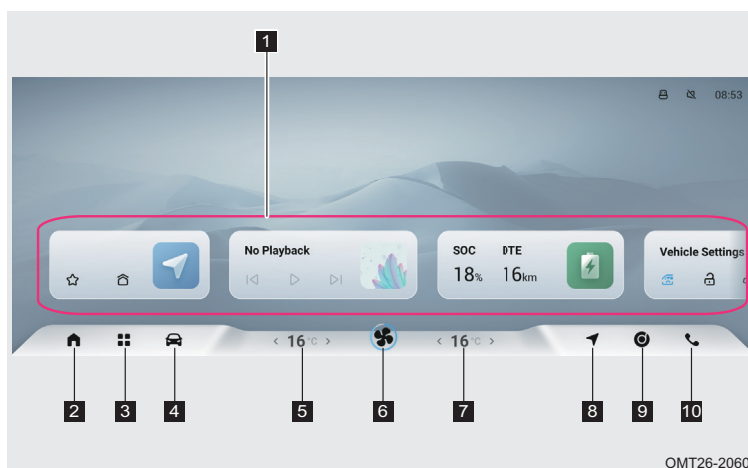 1
08:53
No Playback
SOC DTE
18% 16km
Vehicle Settings
< 16°C >
< 16°C >
2
3
4
5
6
7
8
9
10
OMT26-2060